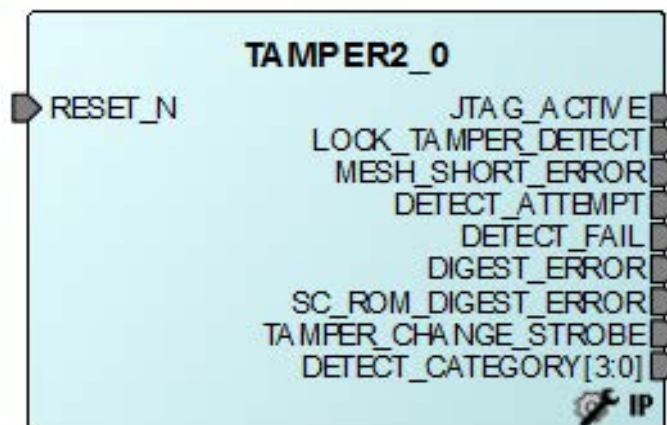 TAMPER2_0
RESET_N JTAG_ACTIVE
LOCK_TAMPER_DETECT
MESH_SHORT_ERROR
DETECT_ATTEMPT
DETECT_FAIL
DIGEST_ERROR
SC_ROM_DIGEST_ERROR
TAMPER_CHANGE_STROBE
DETECT_CATEGORY[3:0]
IP